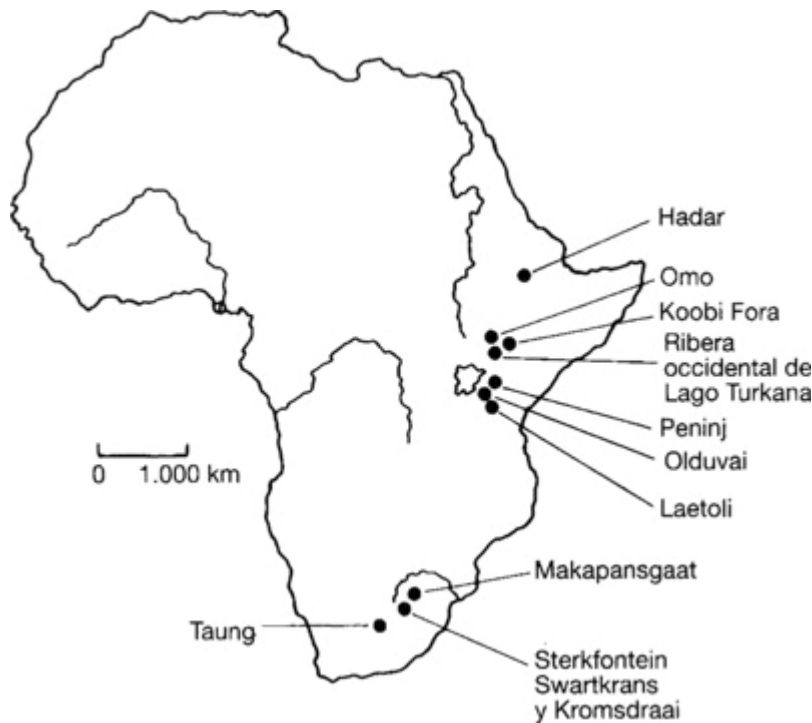 Hadar
Omo
Koobi Fora
Ribera
occidental de
Lago Turkana
Peninj
Olduvai
Laetoli
0 1.000 km
Makapansgaat
Taung
Sterkfontein
Swartkrans
y Kromsdraai